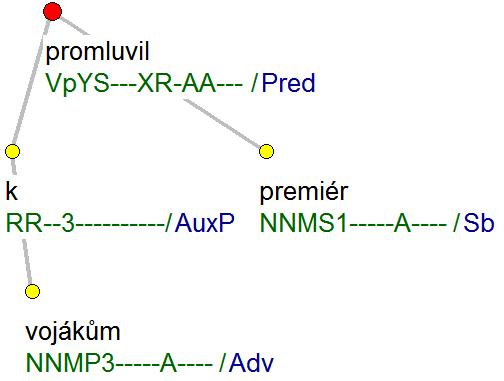 promluvil
VpYS---XR-AA--- /Pred
k
RR--3----------/AuxP
premiér
NNMS1-----A---- /Sb
vojákům
NNMP3-----A---- /Adv